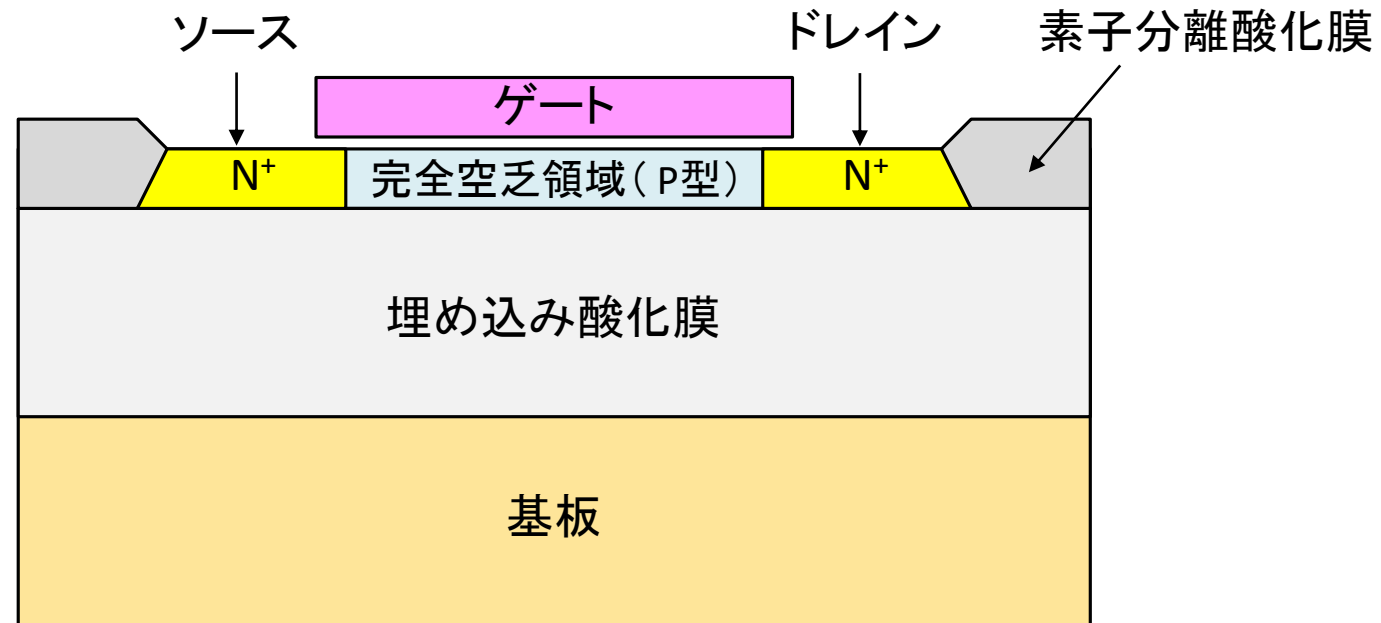 ソース
ドレイン
素子分離酸化膜
ゲート
N+
完全空乏領域（P型）
N+
埋め込み酸化膜
基板